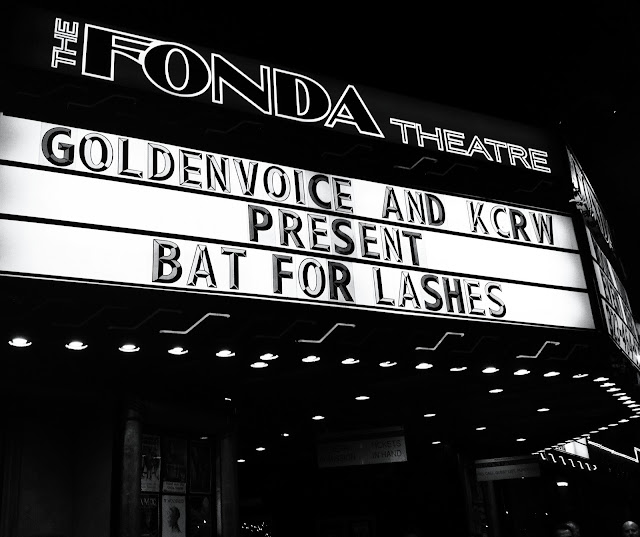 THE FONDA THEATRE
GOLDENVOICE AND KCRW
PRESENT
BAT FOR LASHES